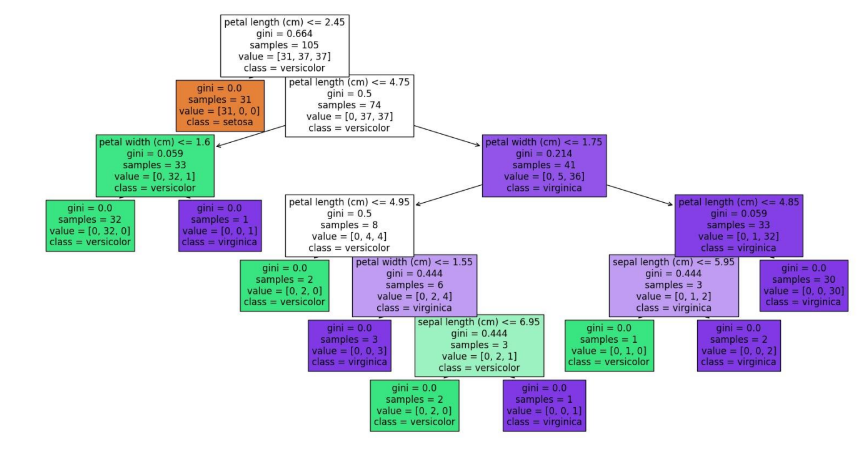 petal length (cm) <= 2.45
gini = 0.664
samples = 105
value = [31, 37, 37]
class = versicolor
gini = 0.0
samples = 31
value = [31, 0, 0]
class = setosa
petal length (cm) <= 4.75
gini = 0.5
samples = 74
value = [0, 37, 37]
class = versicolor
petal width (cm) <= 1.6
gini = 0.059
samples = 33
value = [0, 32, 1]
class = versicolor
petal width (cm) <= 1.75
gini = 0.214
samples = 41
value = [0, 5, 36]
class = virginica
gini = 0.0
samples = 32
value = [0, 32, 0]
class = versicolor
gini = 0.0
samples = 1
value = [0, 0, 1]
class = virginica
petal length (cm) <= 4.95
gini = 0.5
samples = 8
value = [0, 4, 4]
class = versicolor
petal length (cm) <= 4.85
gini = 0.059
samples = 33
value = [0, 1, 32]
class = virginica
gini = 0.0
samples = 2
value = [0, 2, 0]
class = versicolor
petal width (cm) <= 1.55
gini = 0.444
samples = 6
value = [0, 2, 4]
class = virginica
sepal length (cm) <= 5.95
gini = 0.444
samples = 3
value = [0, 1, 2]
class = virginica
gini = 0.0
samples = 30
value = [0, 0, 30]
class = virginica
gini = 0.0
samples = 3
value = [0, 0, 3]
class = virginica
sepal length (cm) <= 6.95
gini = 0.444
samples = 3
value = [0, 2, 1]
class = versicolor
gini = 0.0
samples = 1
value = [0, 1, 0]
class = versicolor
gini = 0.0
samples = 2
value = [0, 0, 2]
class = virginica
gini = 0.0
samples = 2
value = [0, 2, 0]
class = versicolor
gini = 0.0
samples = 1
value = [0, 0, 1]
class = virginica